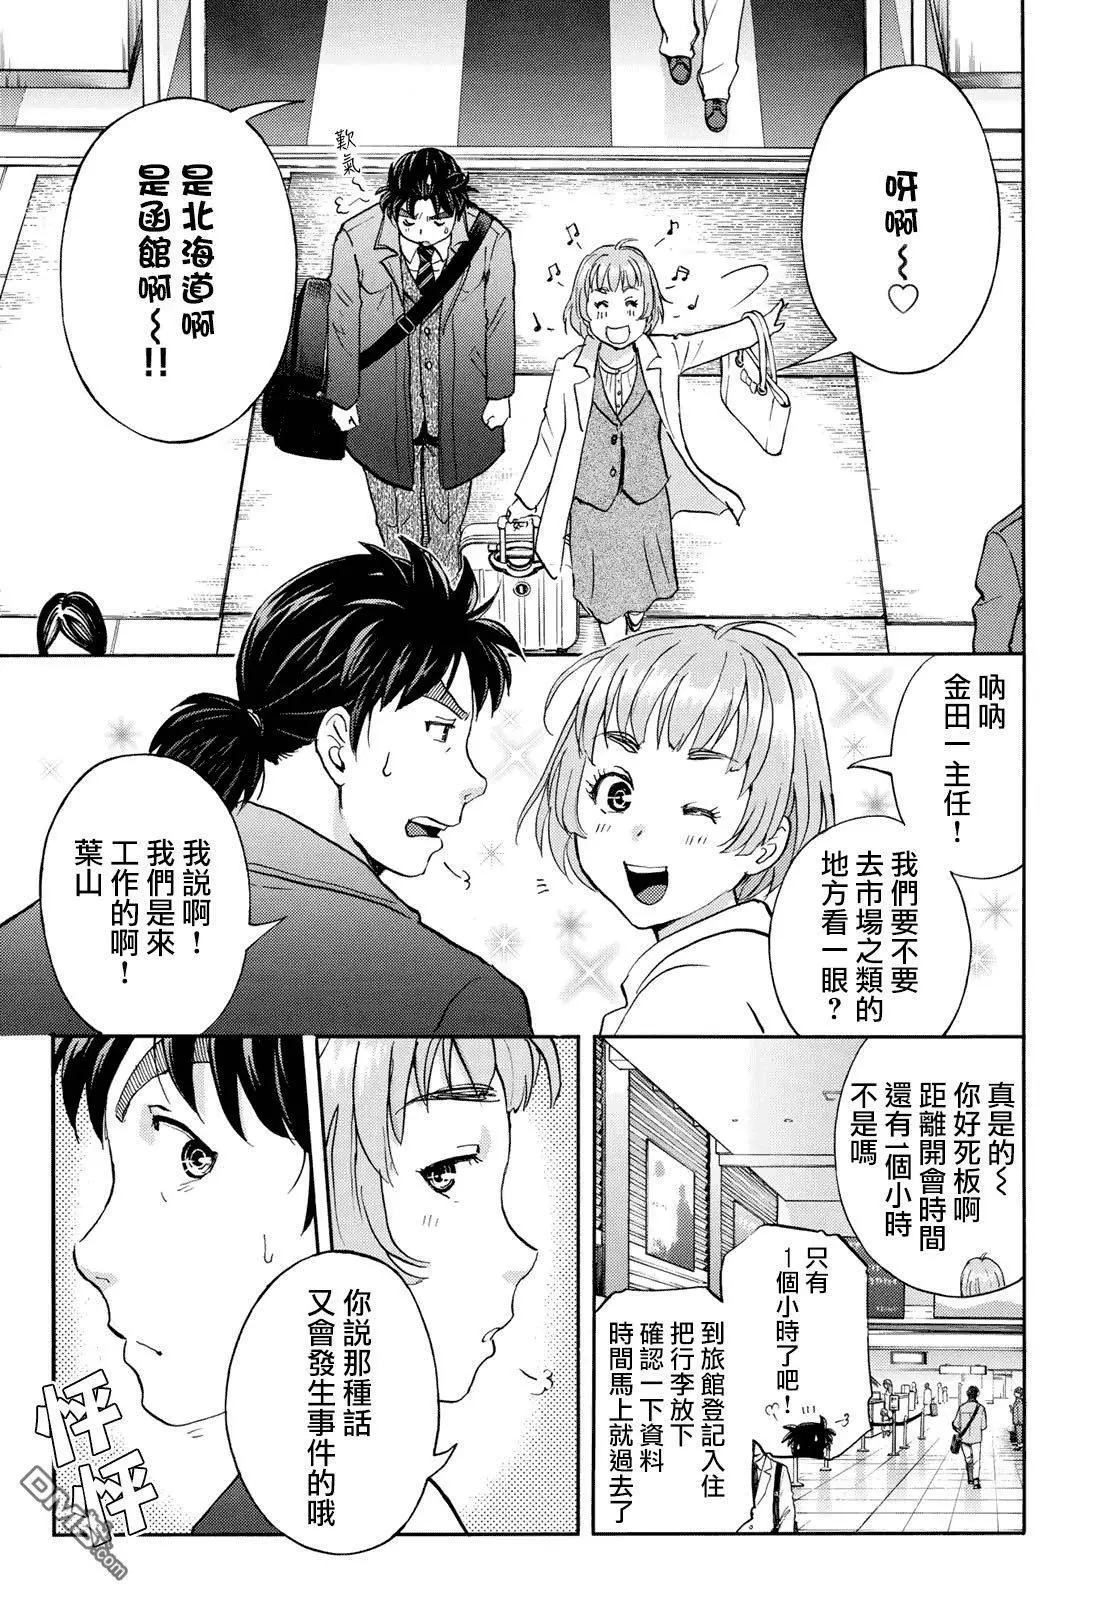 呀啊～♡
歎氣～
是北海道啊
是函館啊～!!
吶吶
金田一主任！
我們要不要
去市場之類的
地方看一眼？
我說啊！
我們是來
工作的啊！
葉山
真是的～
你好死板啊
距離開會時間
還有一個小時
不是嗎
只有
1個小時了吧！
到旅館登記入住
把行李放下
確認一下資料
時間馬上就過去了
你說那種話
又會發生事件的哦
怦
怦
DM5.com